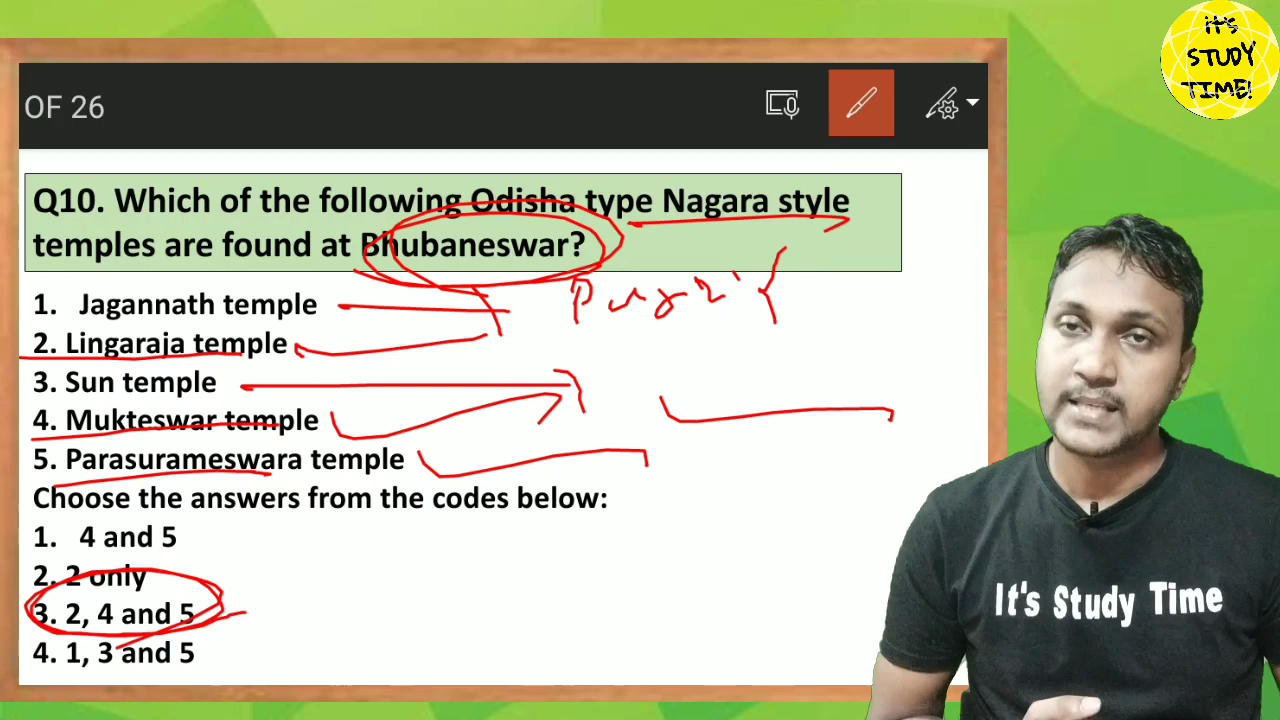 IT'S
STUDY
TIME!
OF 26
Q10. Which of the following Odisha type Nagara style
temples are found at Bhubaneswar?
1. Jagannath temple
2. Lingaraja temple
3. Sun temple
4. Mukteswar temple
5. Parasurameswara temple
Choose the answers from the codes below:
1. 4 and 5
2. 2 only
3. 2, 4 and 5
4. 1, 3 and 5
It's Study Time